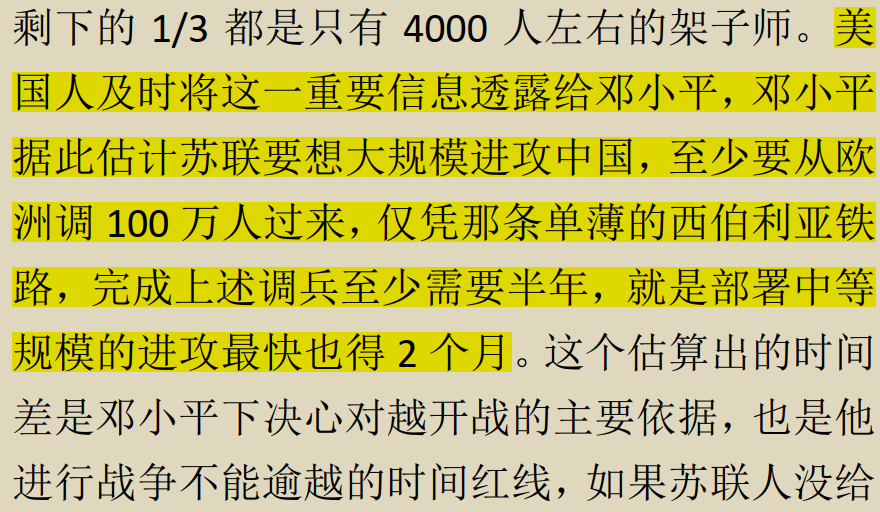 剩下的 1/3 都是只有 4000 人左右的架子师。美
国人及时将这一重要信息透露给邓小平，邓小平
据此估计苏联要想大规模进攻中国，至少要从欧
洲调 100 万人过来，仅凭那条单薄的西伯利亚铁
路，完成上述调兵至少需要半年，就是部署中等
规模的进攻最快也得 2 个月。这个估算出的时间
差是邓小平下决心对越开战的主要依据，也是他
进行战争不能逾越的时间红线，如果苏联人没给